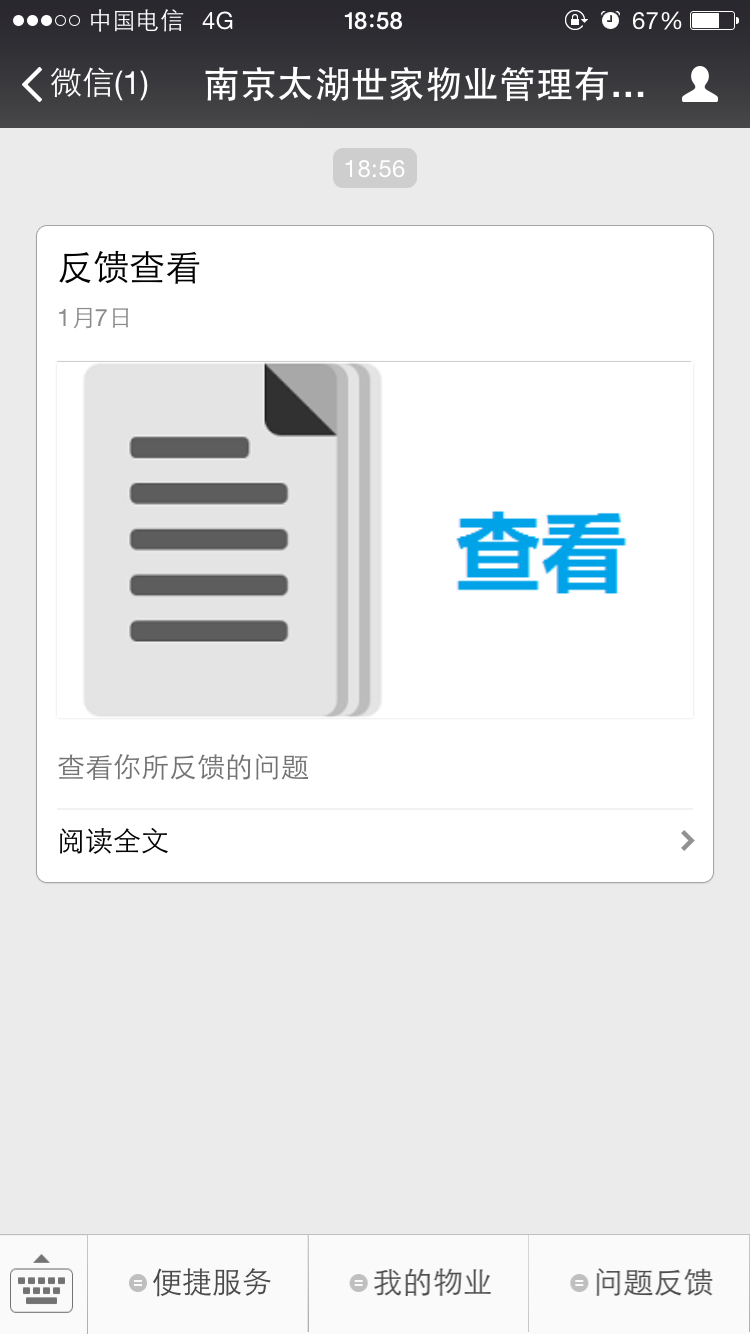 中国电信 4G 18:58 67%
微信(1) 南京太湖世家物业管理有...
18:56
反馈查看
1月7日
查看
查看你所反馈的问题
阅读全文
便捷服务 我的物业 问题反馈